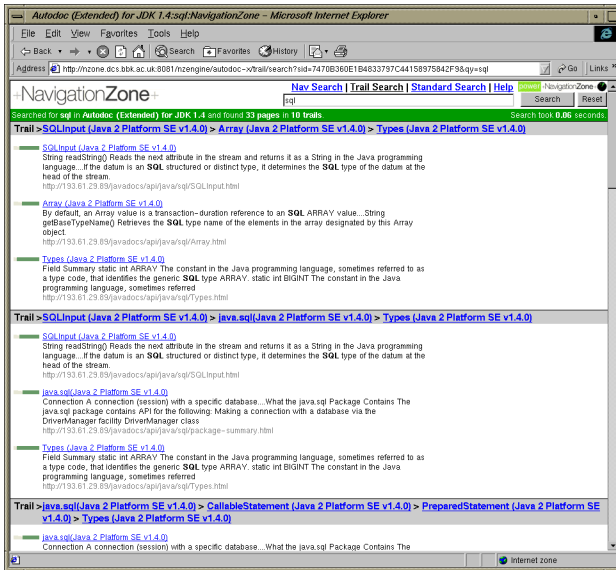 Autodoc (Extended) for JDK 1.4:sql:NavigationZone – Microsoft Internet Explorer
File Edit View Favorites Tools Help
Back Search Favorites History
Address http://nzone.dcs.bbk.ac.uk:8081/nzengine/autodoc-x/trail/search?sid=7470B360E1B4833797C44158975842F9&qy=sql Go Links »
+NavigationZone+
Nav Search | Trail Search | Standard Search | Help power +NavigationZone+
sql Search Reset
Searched for sql in Autodoc (Extended) for JDK 1.4 and found 33 pages in 10 trails. Search took 0.06 seconds.
Trail >SQLInput (Java 2 Platform SE v1.4.0) > Array (Java 2 Platform SE v1.4.0) > Types (Java 2 Platform SE v1.4.0)
SQLInput (Java 2 Platform SE v1.4.0)
String readString() Reads the next attribute in the stream and returns it as a String in the Java programming
language....If the datum is an SQL structured or distinct type, it determines the SQL type of the datum at the
head of the stream.
http://193.61.29.89/javadocs/api/java/sql/SQLInput.html
Array (Java 2 Platform SE v1.4.0)
By default, an Array value is a transaction-duration reference to an SQL ARRAY value....String
getBaseTypeName() Retrieves the SQL type name of the elements in the array designated by this Array
object.
http://193.61.29.89/javadocs/api/java/sql/Array.html
Types (Java 2 Platform SE v1.4.0)
Field Summary static int ARRAY The constant in the Java programming language, sometimes referred to as
a type code, that identifies the generic SQL type ARRAY. static int BIGINT The constant in the Java
programming language, sometimes referred
http://193.61.29.89/javadocs/api/java/sql/Types.html
Trail >SQLInput (Java 2 Platform SE v1.4.0) > java.sql(Java 2 Platform SE v1.4.0) > Types (Java 2 Platform SE v1.4.0)
SQLInput (Java 2 Platform SE v1.4.0)
String readString() Reads the next attribute in the stream and returns it as a String in the Java programming
language....If the datum is an SQL structured or distinct type, it determines the SQL type of the datum at the
head of the stream.
http://193.61.29.89/javadocs/api/java/sql/SQLInput.html
java.sql(Java 2 Platform SE v1.4.0)
Connection A connection (session) with a specific database....What the java.sql Package Contains The
java.sql package contains API for the following: Making a connection with a database via the
DriverManager facility DriverManager class
http://193.61.29.89/javadocs/api/java/sql/package-summary.html
Types (Java 2 Platform SE v1.4.0)
Field Summary static int ARRAY The constant in the Java programming language, sometimes referred to as
a type code, that identifies the generic SQL type ARRAY. static int BIGINT The constant in the Java
programming language, sometimes referred
http://193.61.29.89/javadocs/api/java/sql/Types.html
Trail >java.sql(Java 2 Platform SE v1.4.0) > CallableStatement (Java 2 Platform SE v1.4.0) > PreparedStatement (Java 2 Platform SE
v1.4.0) > Types (Java 2 Platform SE v1.4.0)
java.sql(Java 2 Platform SE v1.4.0)
Connection A connection (session) with a specific database....What the java.sql Package Contains The
Internet zone